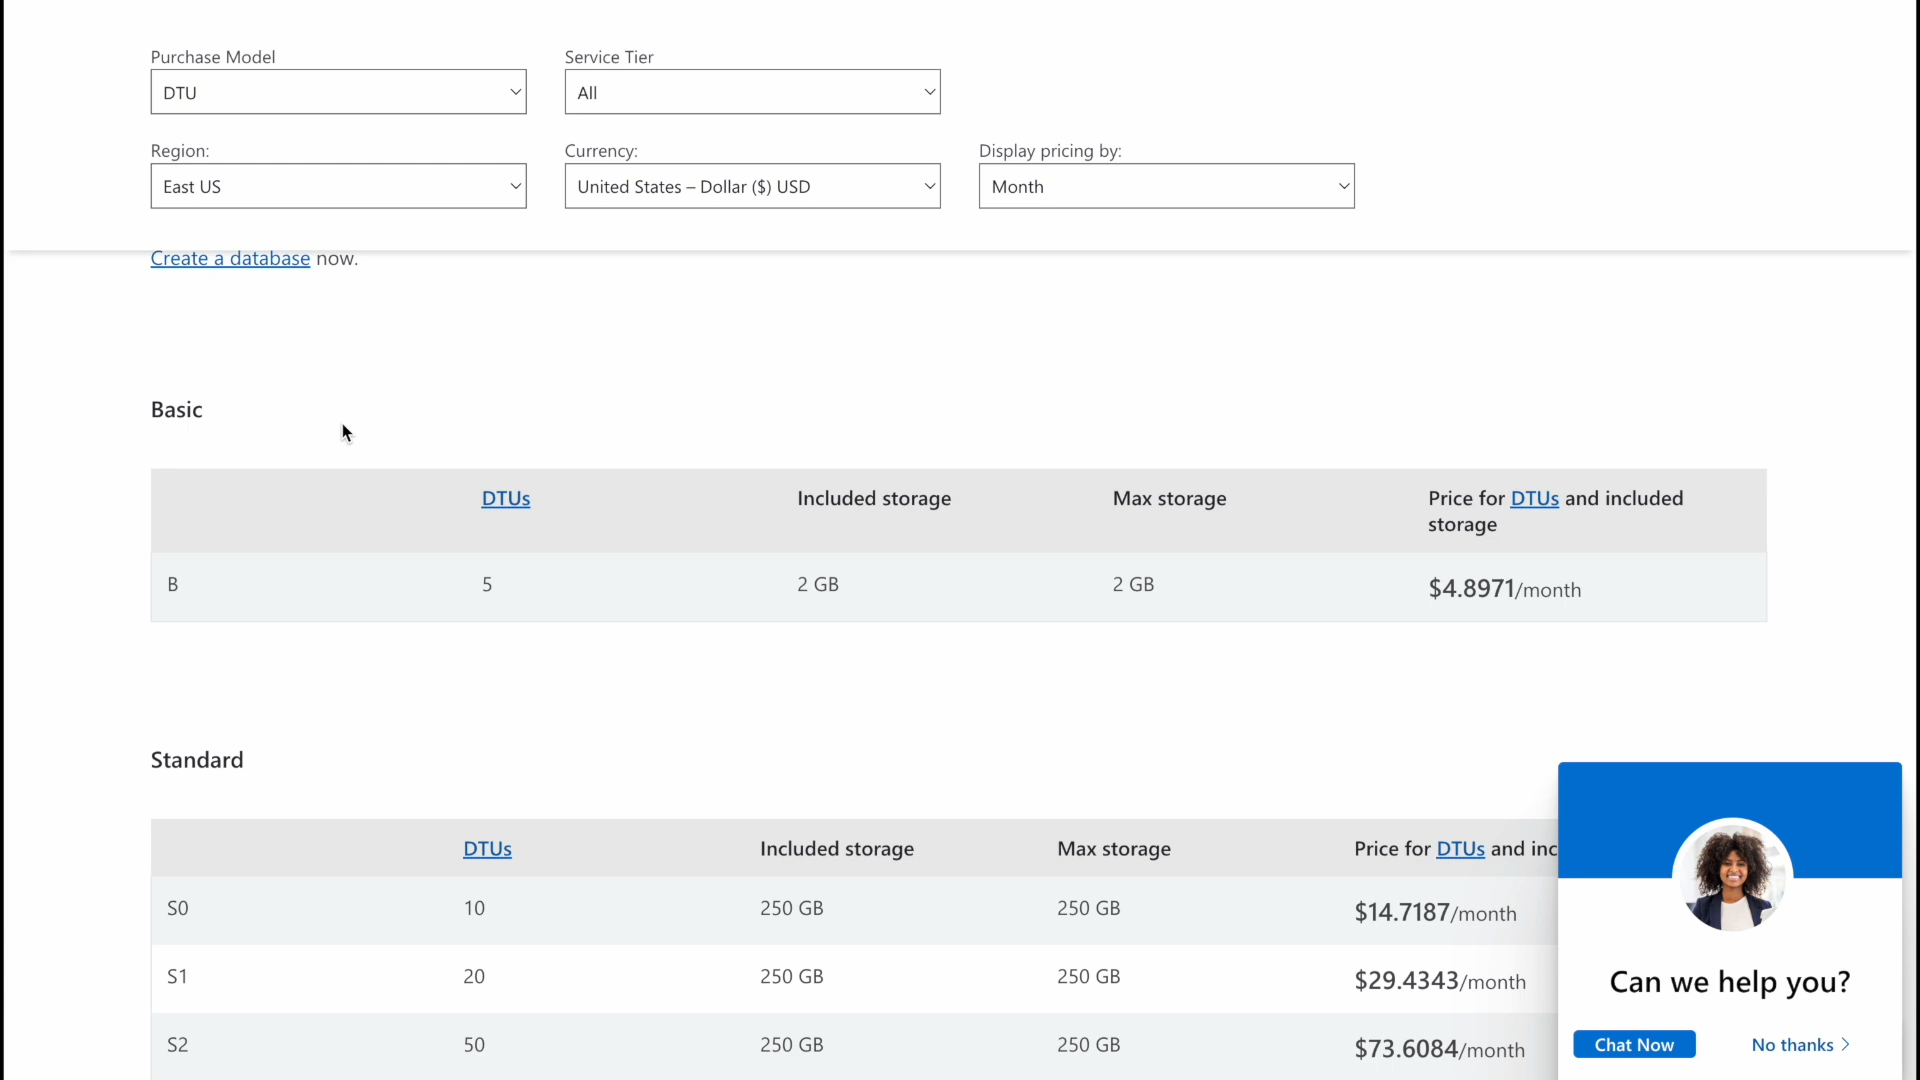 Purchase Model
Service Tier
DTU
All
Region:
Currency:
Display pricing by:
East US
United States – Dollar ($) USD
Month
Create a database now.
Basic
DTUs
Included storage
Max storage
Price for DTUs and included
storage
B
5
2 GB
2 GB
$4.8971/month
Standard
DTUs
Included storage
Max storage
Price for DTUs and inc
S0
10
250 GB
250 GB
$14.7187/month
S1
20
250 GB
250 GB
$29.4343/month
S2
50
250 GB
250 GB
$73.6084/month
Can we help you?
Chat Now
No thanks